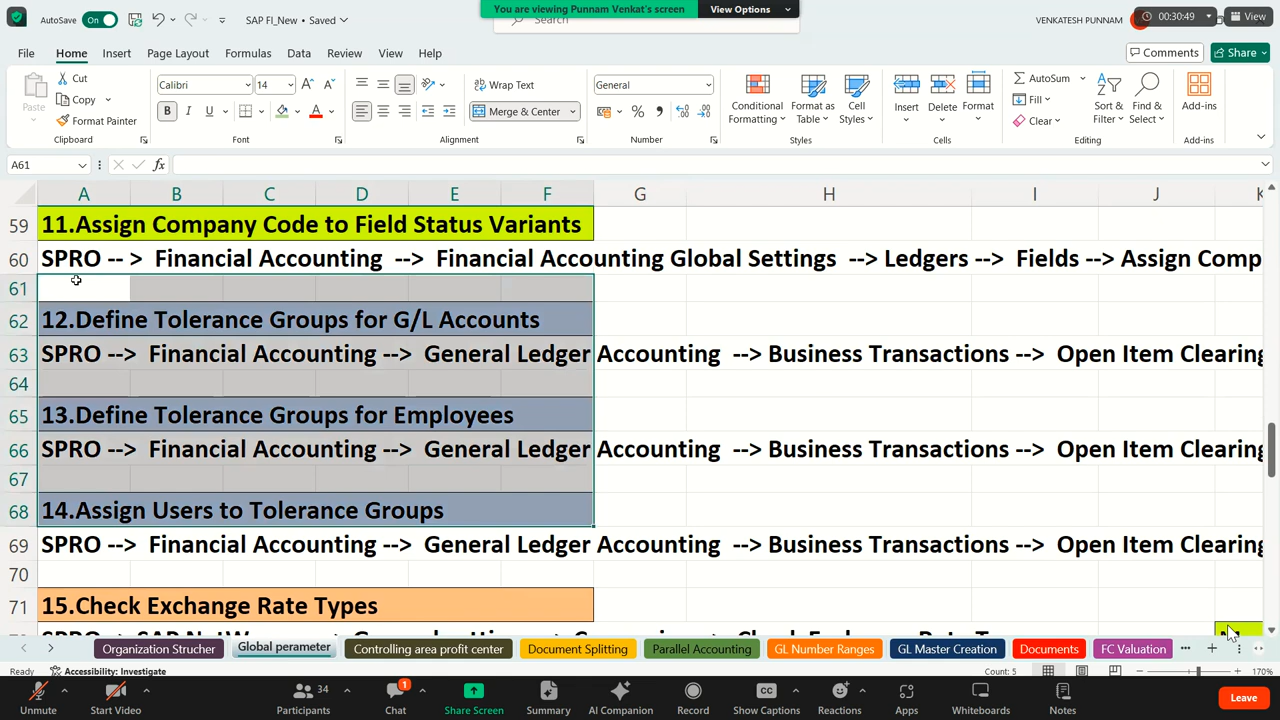 You are viewing Punnam Venkat's screen
View Options
AutoSave On
SAP FI_New • Saved
Search
VENKATESH PUNNAM
00:30:49
View
File Home Insert Page Layout Formulas Data Review View Help
Comments Share
Paste
Cut
Copy
Format Painter
Clipboard
Calibri 14
B I U
Font
Wrap Text
Merge & Center
Alignment
General
Number
Conditional Formatting
Format as Table
Cell Styles
Styles
Insert Delete Format
Cells
AutoSum
Fill
Clear
Sort & Filter
Find & Select
Editing
Add-ins
Add-ins
A61 fx
A B C D E F G H I J K
59 11.Assign Company Code to Field Status Variants
60 SPRO -- > Financial Accounting --> Financial Accounting Global Settings --> Ledgers --> Fields --> Assign Comp
61
62 12.Define Tolerance Groups for G/L Accounts
63 SPRO --> Financial Accounting --> General Ledger Accounting --> Business Transactions --> Open Item Clearing
64
65 13.Define Tolerance Groups for Employees
66 SPRO --> Financial Accounting --> General Ledger Accounting --> Business Transactions --> Open Item Clearing
67
68 14.Assign Users to Tolerance Groups
69 SPRO --> Financial Accounting --> General Ledger Accounting --> Business Transactions --> Open Item Clearing
70
71 15.Check Exchange Rate Types
Organization Strucher Global perameter Controlling area profit center Document Splitting Parallel Accounting GL Number Ranges GL Master Creation Documents FC Valuation
Ready Accessibility: Investigate Count: 5 170%
Unmute Start Video Participants 34 Chat 1 Share Screen Summary AI Companion Record Show Captions Reactions Apps Whiteboards Notes Leave